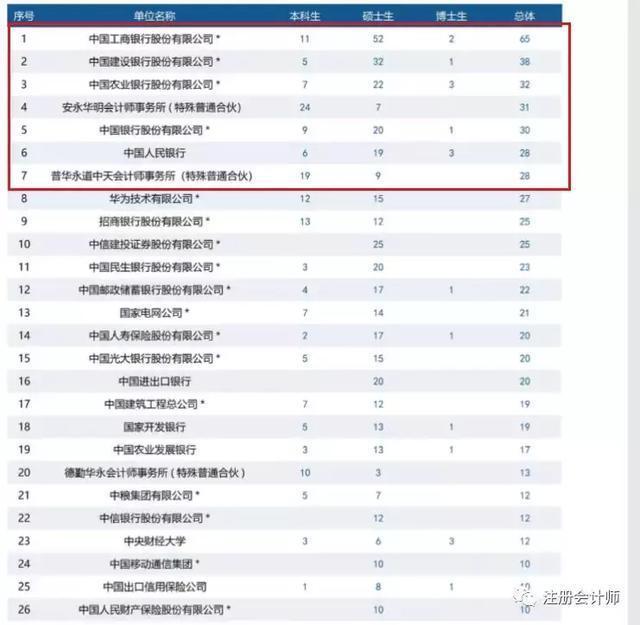 序号 单位名称 本科生 硕士生 博士生 总体
1 中国工商银行股份有限公司 * 11 52 2 65
2 中国建设银行股份有限公司 * 5 32 1 38
3 中国农业银行股份有限公司 * 7 22 3 32
4 安永华明会计师事务所 ( 特殊普通合伙) 24 7 31
5 中国银行股份有限公司 * 9 20 1 30
6 中国人民银行 6 19 3 28
7 普华永道中天会计师事务所（特殊普通合伙) 19 9 28
8 华为技术有限公司 * 12 15 27
9 招商银行股份有限公司 * 13 12 25
10 中信建投证券股份有限公司 * 25 25
11 中国民生银行股份有限公司 * 3 20 23
12 中国邮政储蓄银行股份有限公司 * 4 17 1 22
13 国家电网公司 * 7 14 21
14 中国人寿保险股份有限公司 * 2 17 1 20
15 中国光大银行股份有限公司 * 5 15 20
16 中国进出口银行 20 20
17 中国建筑工程总公司 * 7 12 19
18 国家开发银行 5 13 1 19
19 中国农业发展银行 3 13 1 17
20 德勤华永会计师事务所 ( 特殊普通合伙 ) 10 3 13
21 中粮集团有限公司 * 5 7 12
22 中信银行股份有限公司 * 12 12
23 中央财经大学 3 6 3 12
24 中国移动通信集团 * 10 10
25 中国出口信用保险公司 1 8 1 10
26 中国人民财产保险股份有限公司 * 10 10
注册会计师